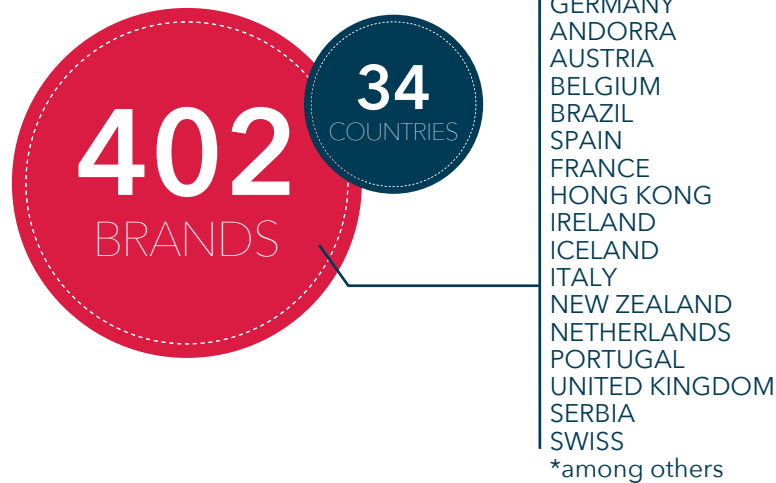 402
BRANDS
34
COUNTRIES
GERMANY
ANDORRA
AUSTRIA
BELGIUM
BRAZIL
SPAIN
FRANCE
HONG KONG
IRELAND
ICELAND
ITALY
NEW ZEALAND
NETHERLANDS
PORTUGAL
UNITED KINGDOM
SERBIA
SWISS
*among others